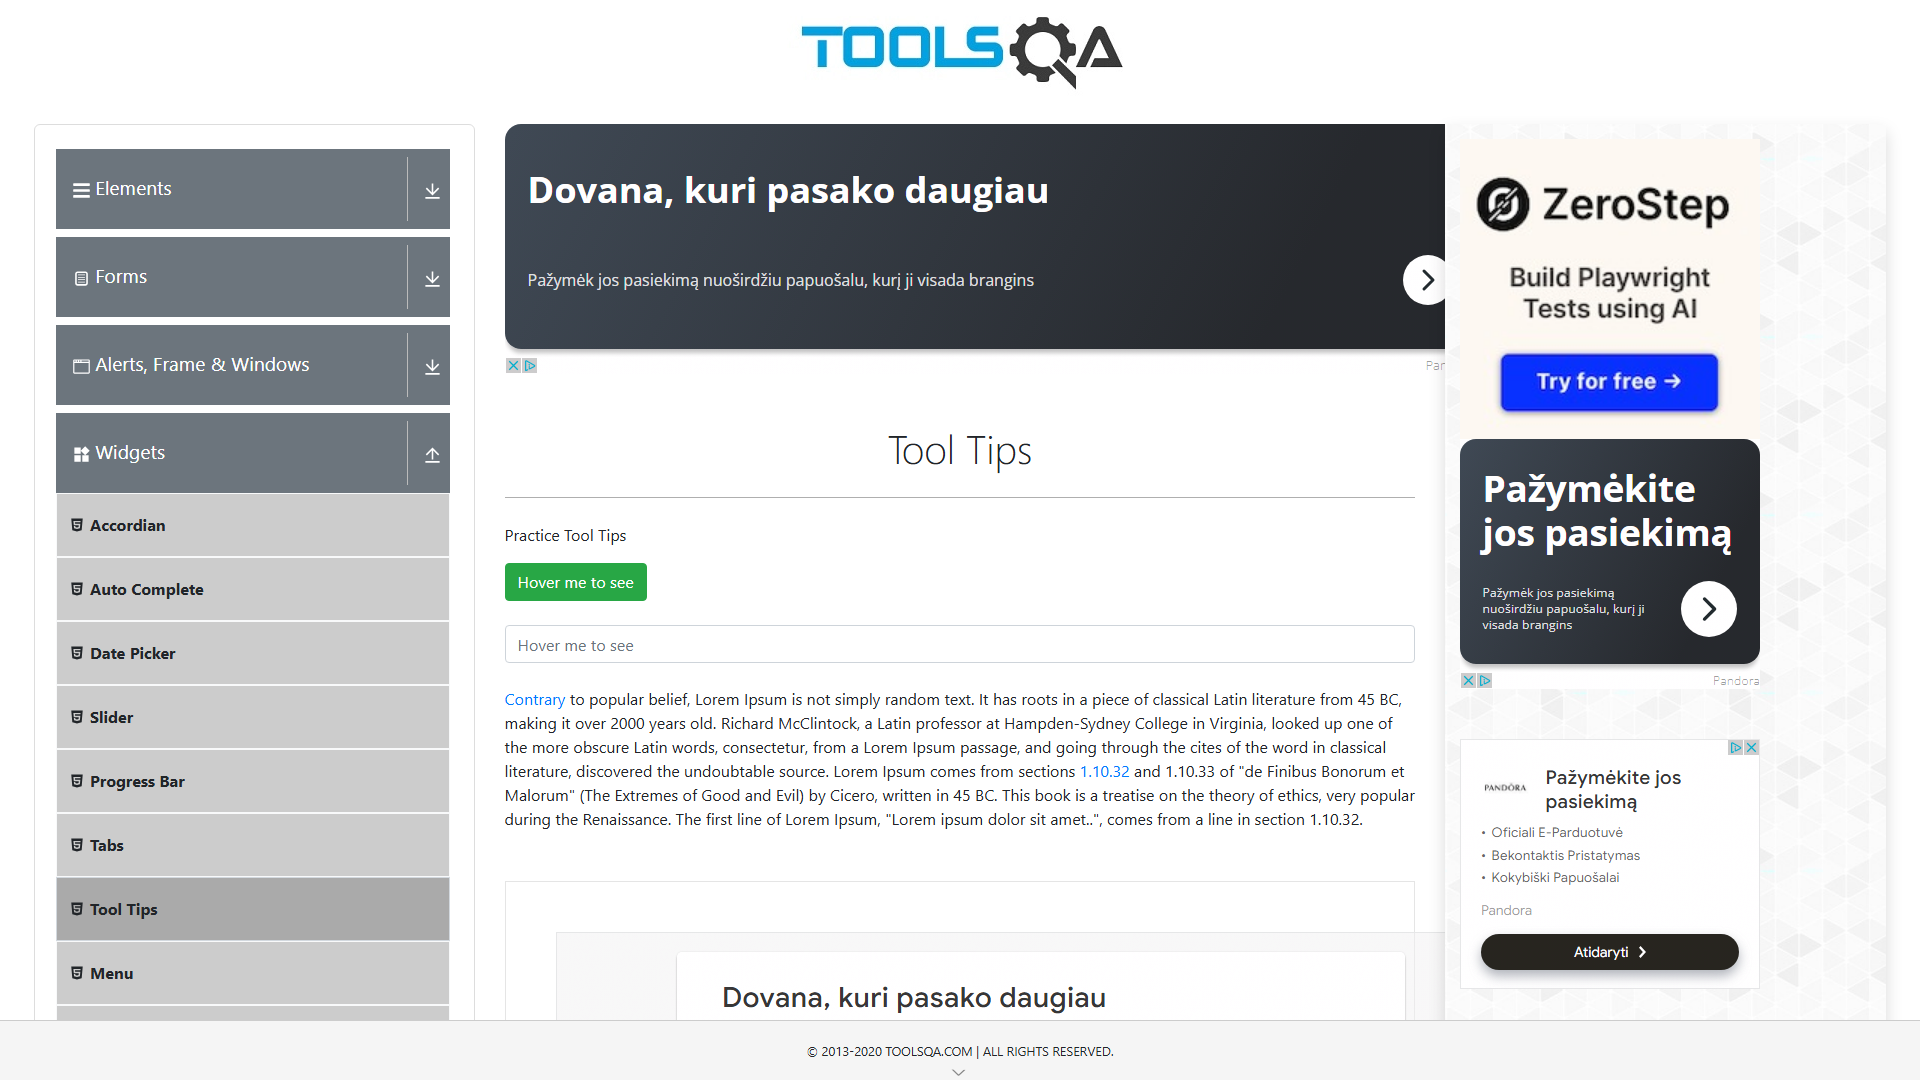 TOOLSQA
Elements
Forms
Alerts, Frame & Windows
Widgets
Accordian
Auto Complete
Date Picker
Slider
Progress Bar
Tabs
Tool Tips
Menu
Dovana, kuri pasako daugiau
Pažymėk jos pasiekimą nuoširdžiu papuošalu, kurį ji visada brangins
Par
Tool Tips
Practice Tool Tips
Hover me to see
Hover me to see
Contrary to popular belief, Lorem Ipsum is not simply random text. It has roots in a piece of classical Latin literature from 45 BC,
making it over 2000 years old. Richard McClintock, a Latin professor at Hampden-Sydney College in Virginia, looked up one of
the more obscure Latin words, consectetur, from a Lorem Ipsum passage, and going through the cites of the word in classical
literature, discovered the undoubtable source. Lorem Ipsum comes from sections 1.10.32 and 1.10.33 of "de Finibus Bonorum et
Malorum" (The Extremes of Good and Evil) by Cicero, written in 45 BC. This book is a treatise on the theory of ethics, very popular
during the Renaissance. The first line of Lorem Ipsum, "Lorem ipsum dolor sit amet..", comes from a line in section 1.10.32.
Dovana, kuri pasako daugiau
ZeroStep
Build Playwright
Tests using AI
Try for free →
Pažymėkite
jos pasiekimą
Pažymėk jos pasiekimą
nuoširdžiu papuošalu, kurį ji
visada brangins
Pandora
PANDÖRA
Pažymėkite jos
pasiekimą
• Oficiali E-Parduotuvė
• Bekontaktis Pristatymas
• Kokybiški Papuošalai
Pandora
Atidaryti
© 2013-2020 TOOLSQA.COM | ALL RIGHTS RESERVED.